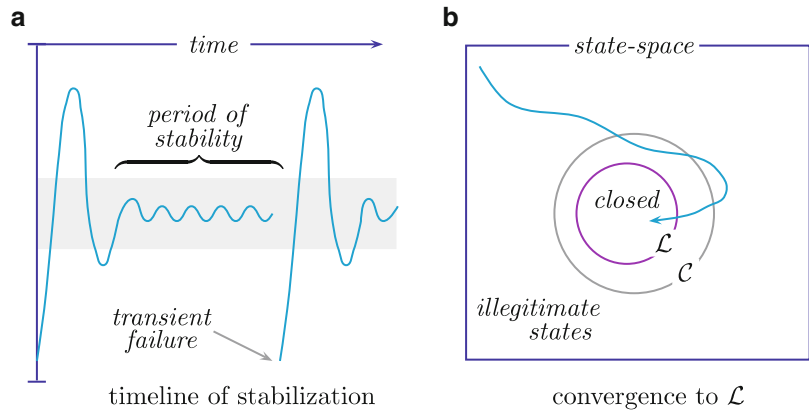 a
time
period of
stability
transient
failure
timeline of stabilization
b
state-space
closed
ℒ
𝒞
illegitimate
states
convergence to ℒ